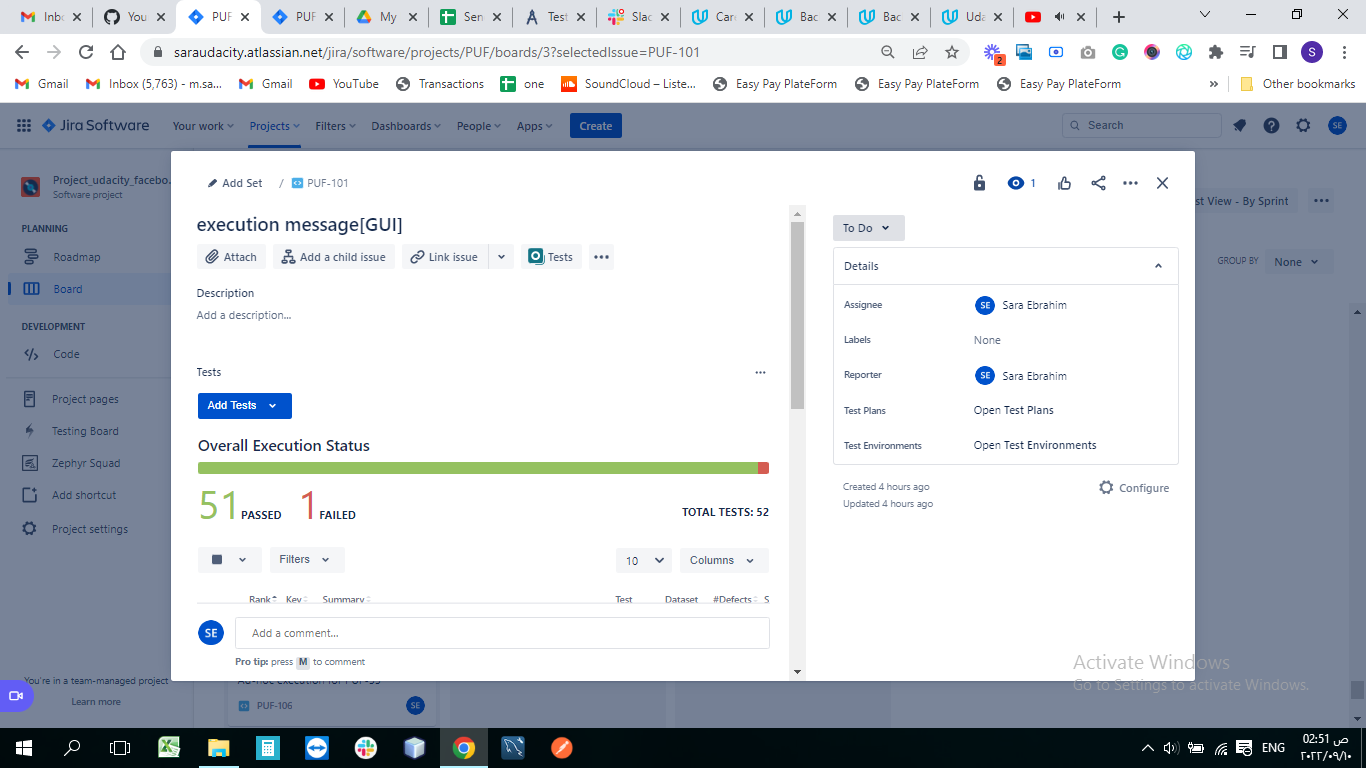 Inb
You
PUF
PUF
My
Sen
Test
Slac
Car
Bac
Bac
Uda
saraudacity.atlassian.net/jira/software/projects/PUF/boards/3?selectedIssue=PUF-101
2
S
Gmail
Inbox (5,763) - m.sa...
Gmail
YouTube
Transactions
one
SoundCloud – Liste...
Easy Pay PlateForm
Easy Pay PlateForm
Easy Pay PlateForm
»
Other bookmarks
Jira Software
Your work
Projects
Filters
Dashboards
People
Apps
Create
Search
SE
Project_udacity_facebo.
Software project
PLANNING
Roadmap
Board
DEVELOPMENT
Code
Project pages
Testing Board
Zephyr Squad
Add shortcut
Project settings
You're in a team-managed project
Learn more
st View - By Sprint
GROUP BY
None
Add Set / PUF-101
1
execution message[GUI]
Attach
Add a child issue
Link issue
Tests
Description
Add a description...
Tests
Add Tests
Overall Execution Status
51 PASSED 1 FAILED
TOTAL TESTS: 52
Filters
10
Columns
Rank Key Summary Test Dataset #Defects S
SE
Add a comment...
Pro tip: press M to comment
To Do
Details
Assignee
SE Sara Ebrahim
Labels
None
Reporter
SE Sara Ebrahim
Test Plans
Open Test Plans
Test Environments
Open Test Environments
Created 4 hours ago
Updated 4 hours ago
Configure
Ad-hoc execution for PUF-99
PUF-106
SE
Activate Windows
Go to Settings to activate Windows.
ENG
02:51 ص
٢٠٢٢/٠٩/١٠